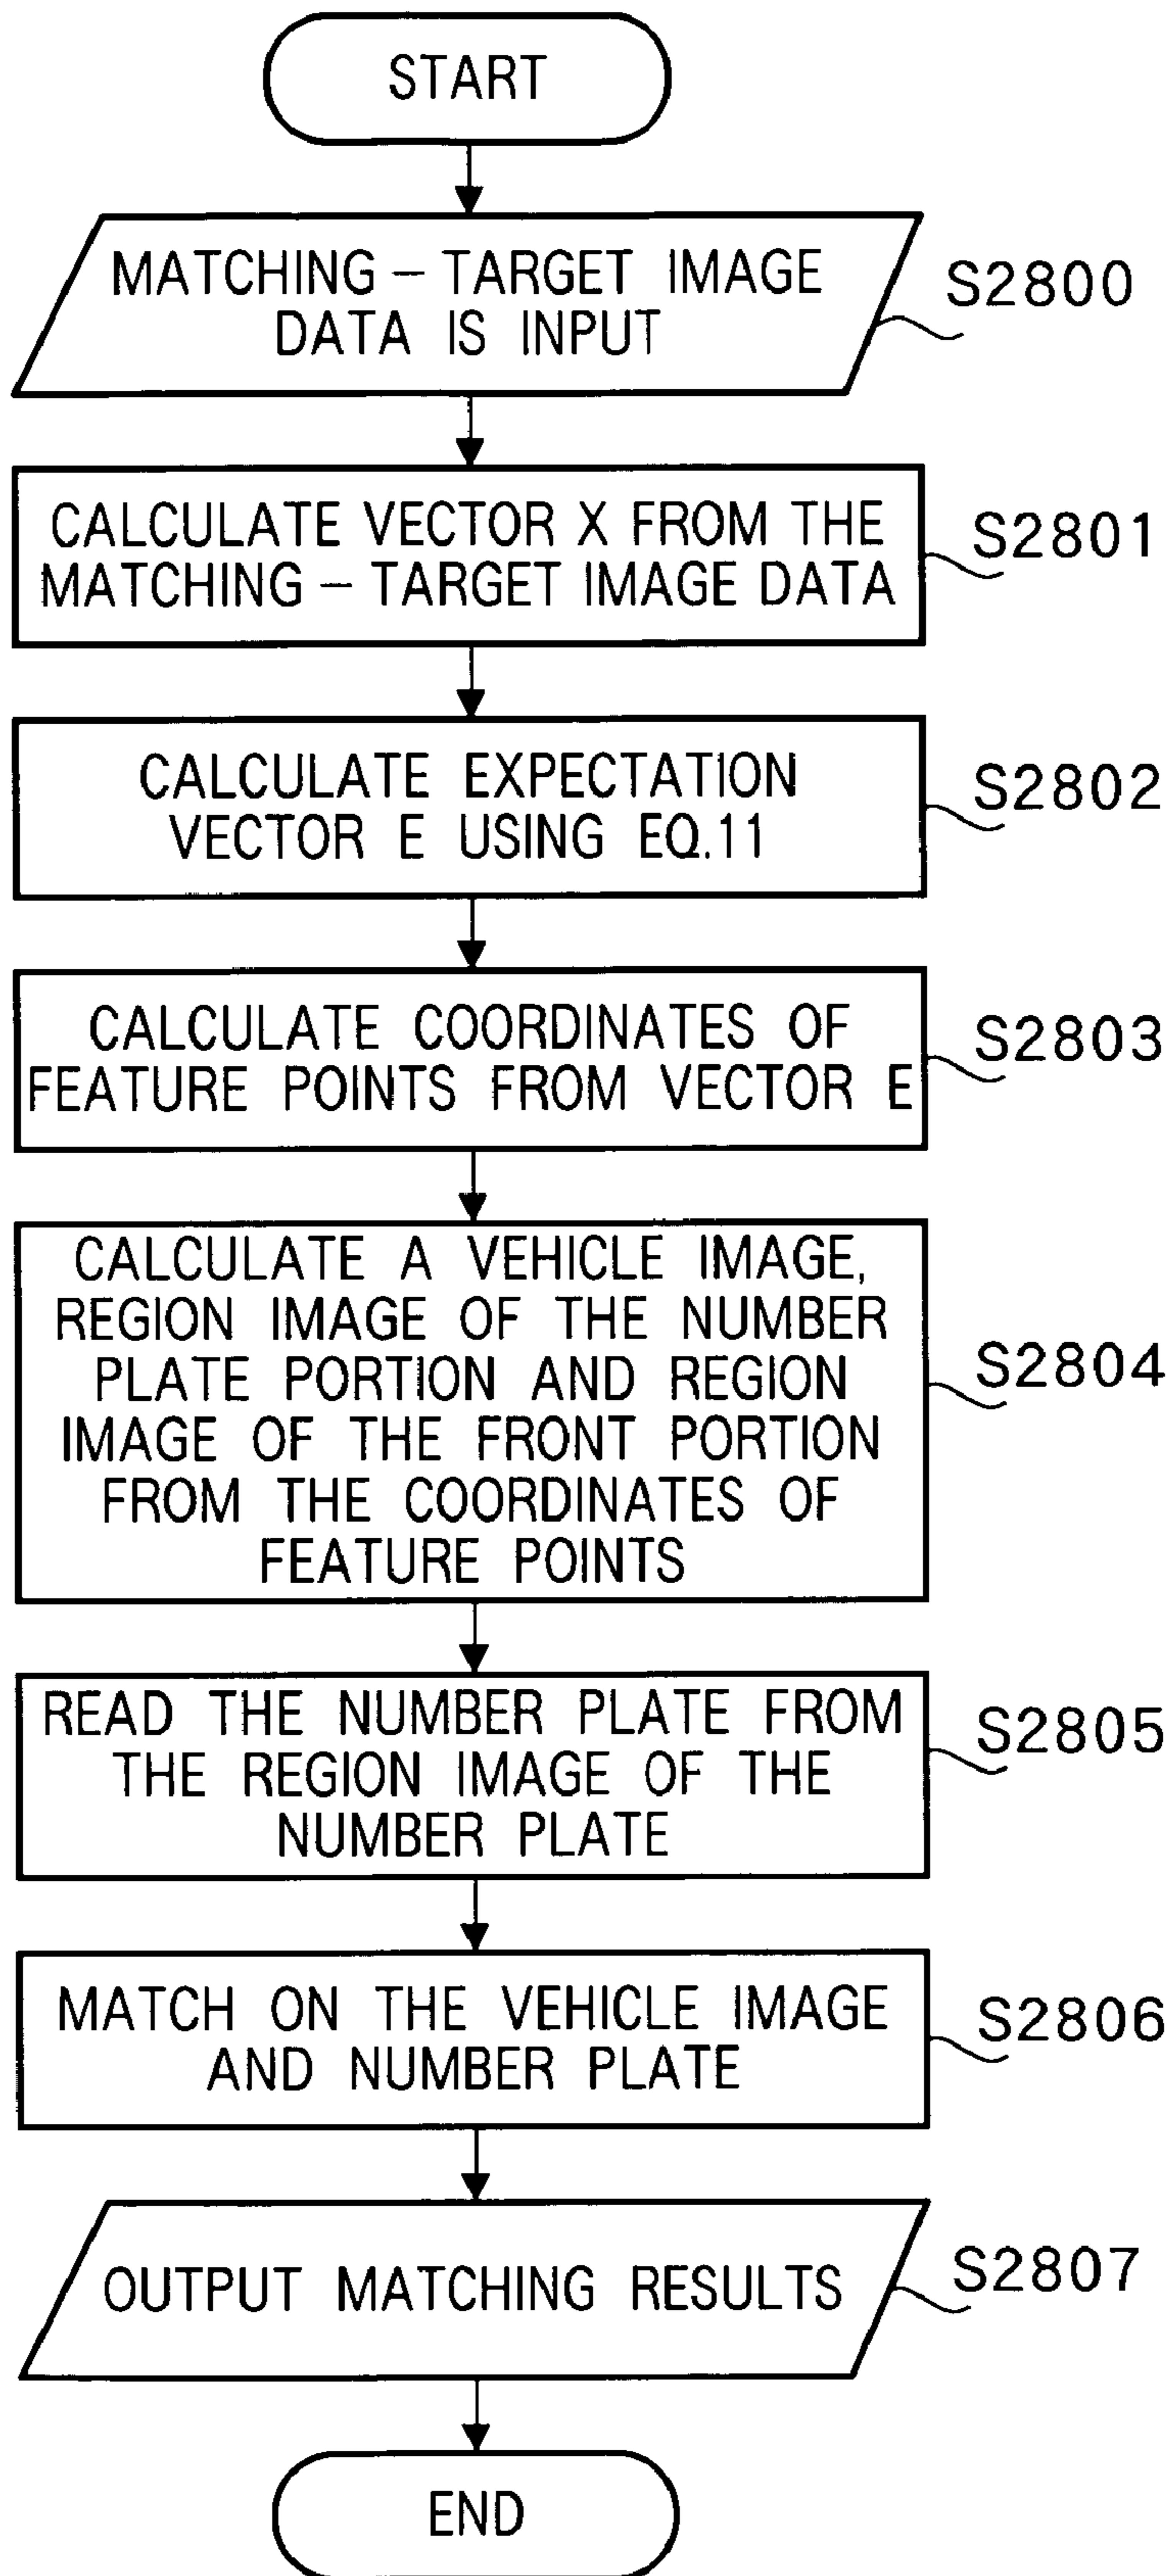 START
MATCHING – TARGET IMAGE
DATA IS INPUT
S2800
CALCULATE VECTOR X FROM THE
MATCHING – TARGET IMAGE DATA
S2801
CALCULATE EXPECTATION
VECTOR E USING EQ.11
S2802
CALCULATE COORDINATES OF
FEATURE POINTS FROM VECTOR E
S2803
CALCULATE A VEHICLE IMAGE,
REGION IMAGE OF THE NUMBER
PLATE PORTION AND REGION
IMAGE OF THE FRONT PORTION
FROM THE COORDINATES OF
FEATURE POINTS
S2804
READ THE NUMBER PLATE FROM
THE REGION IMAGE OF THE
NUMBER PLATE
S2805
MATCH ON THE VEHICLE IMAGE
AND NUMBER PLATE
S2806
OUTPUT MATCHING RESULTS
S2807
END